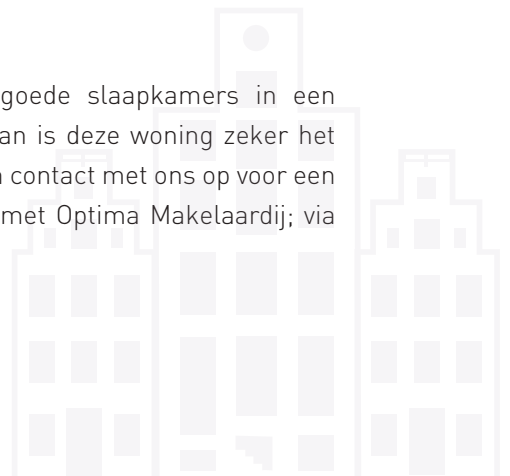 goede slaapkamers in een
an is deze woning zeker het
contact met ons op voor een
met Optima Makelaardij; via